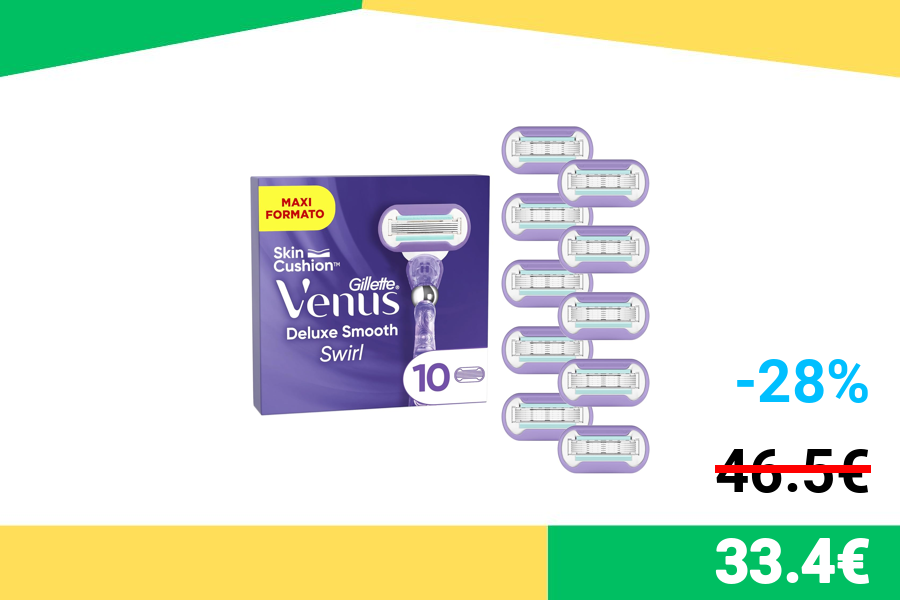 MAXI
FORMATO
Skin
Cushion™
Gillette®
Venus
Deluxe Smooth
Swirl
10
-28%
46.5€
33.4€